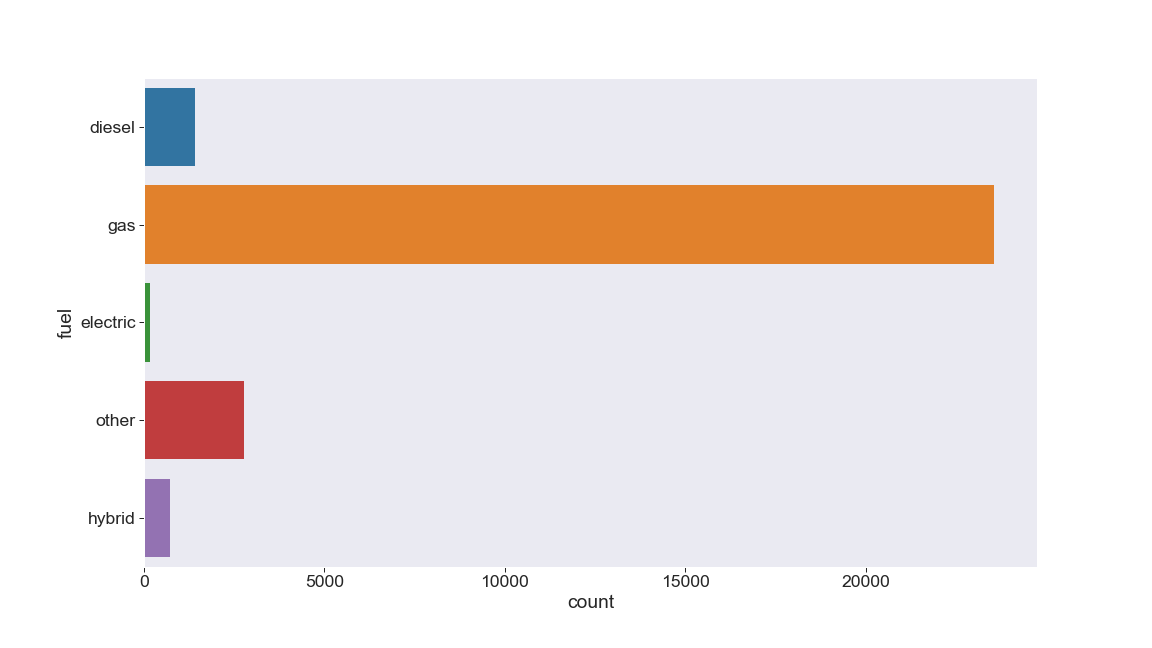 diesel
gas
fuel
electric
other
hybrid
0 5000 10000 15000 20000
count